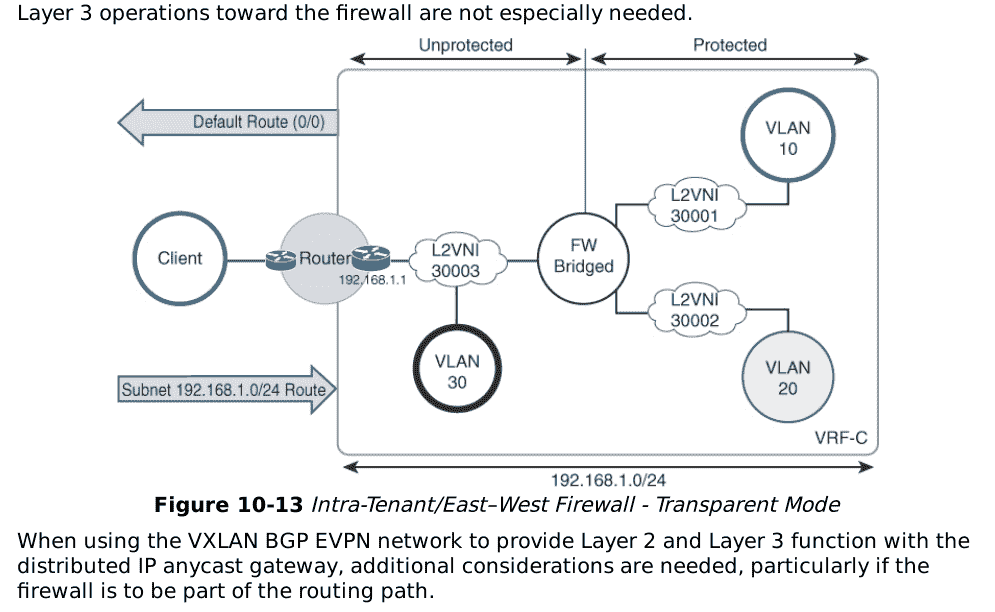 Layer 3 operations toward the firewall are not especially needed.
Unprotected
Protected
Default Route (0/0)
VLAN
10
L2VNI
30001
Client
Router
192.168.1.1
L2VNI
30003
FW
Bridged
L2VNI
30002
VLAN
30
VLAN
20
Subnet 192.168.1.0/24 Route
VRF-C
192.168.1.0/24
Figure 10-13 Intra-Tenant/East–West Firewall - Transparent Mode
When using the VXLAN BGP EVPN network to provide Layer 2 and Layer 3 function with the
distributed IP anycast gateway, additional considerations are needed, particularly if the
firewall is to be part of the routing path.